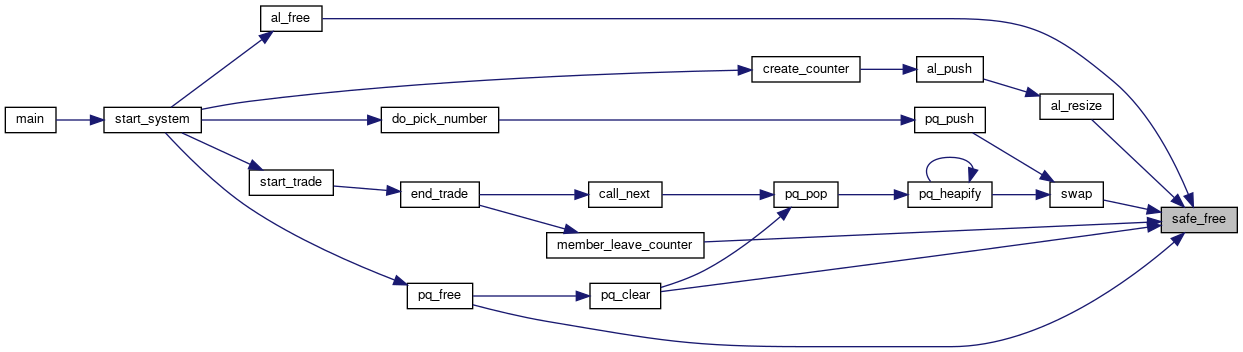 al_free
create_counter
al_push
al_resize
main
start_system
do_pick_number
pq_push
start_trade
end_trade
call_next
pq_pop
pq_heapify
swap
safe_free
member_leave_counter
pq_free
pq_clear